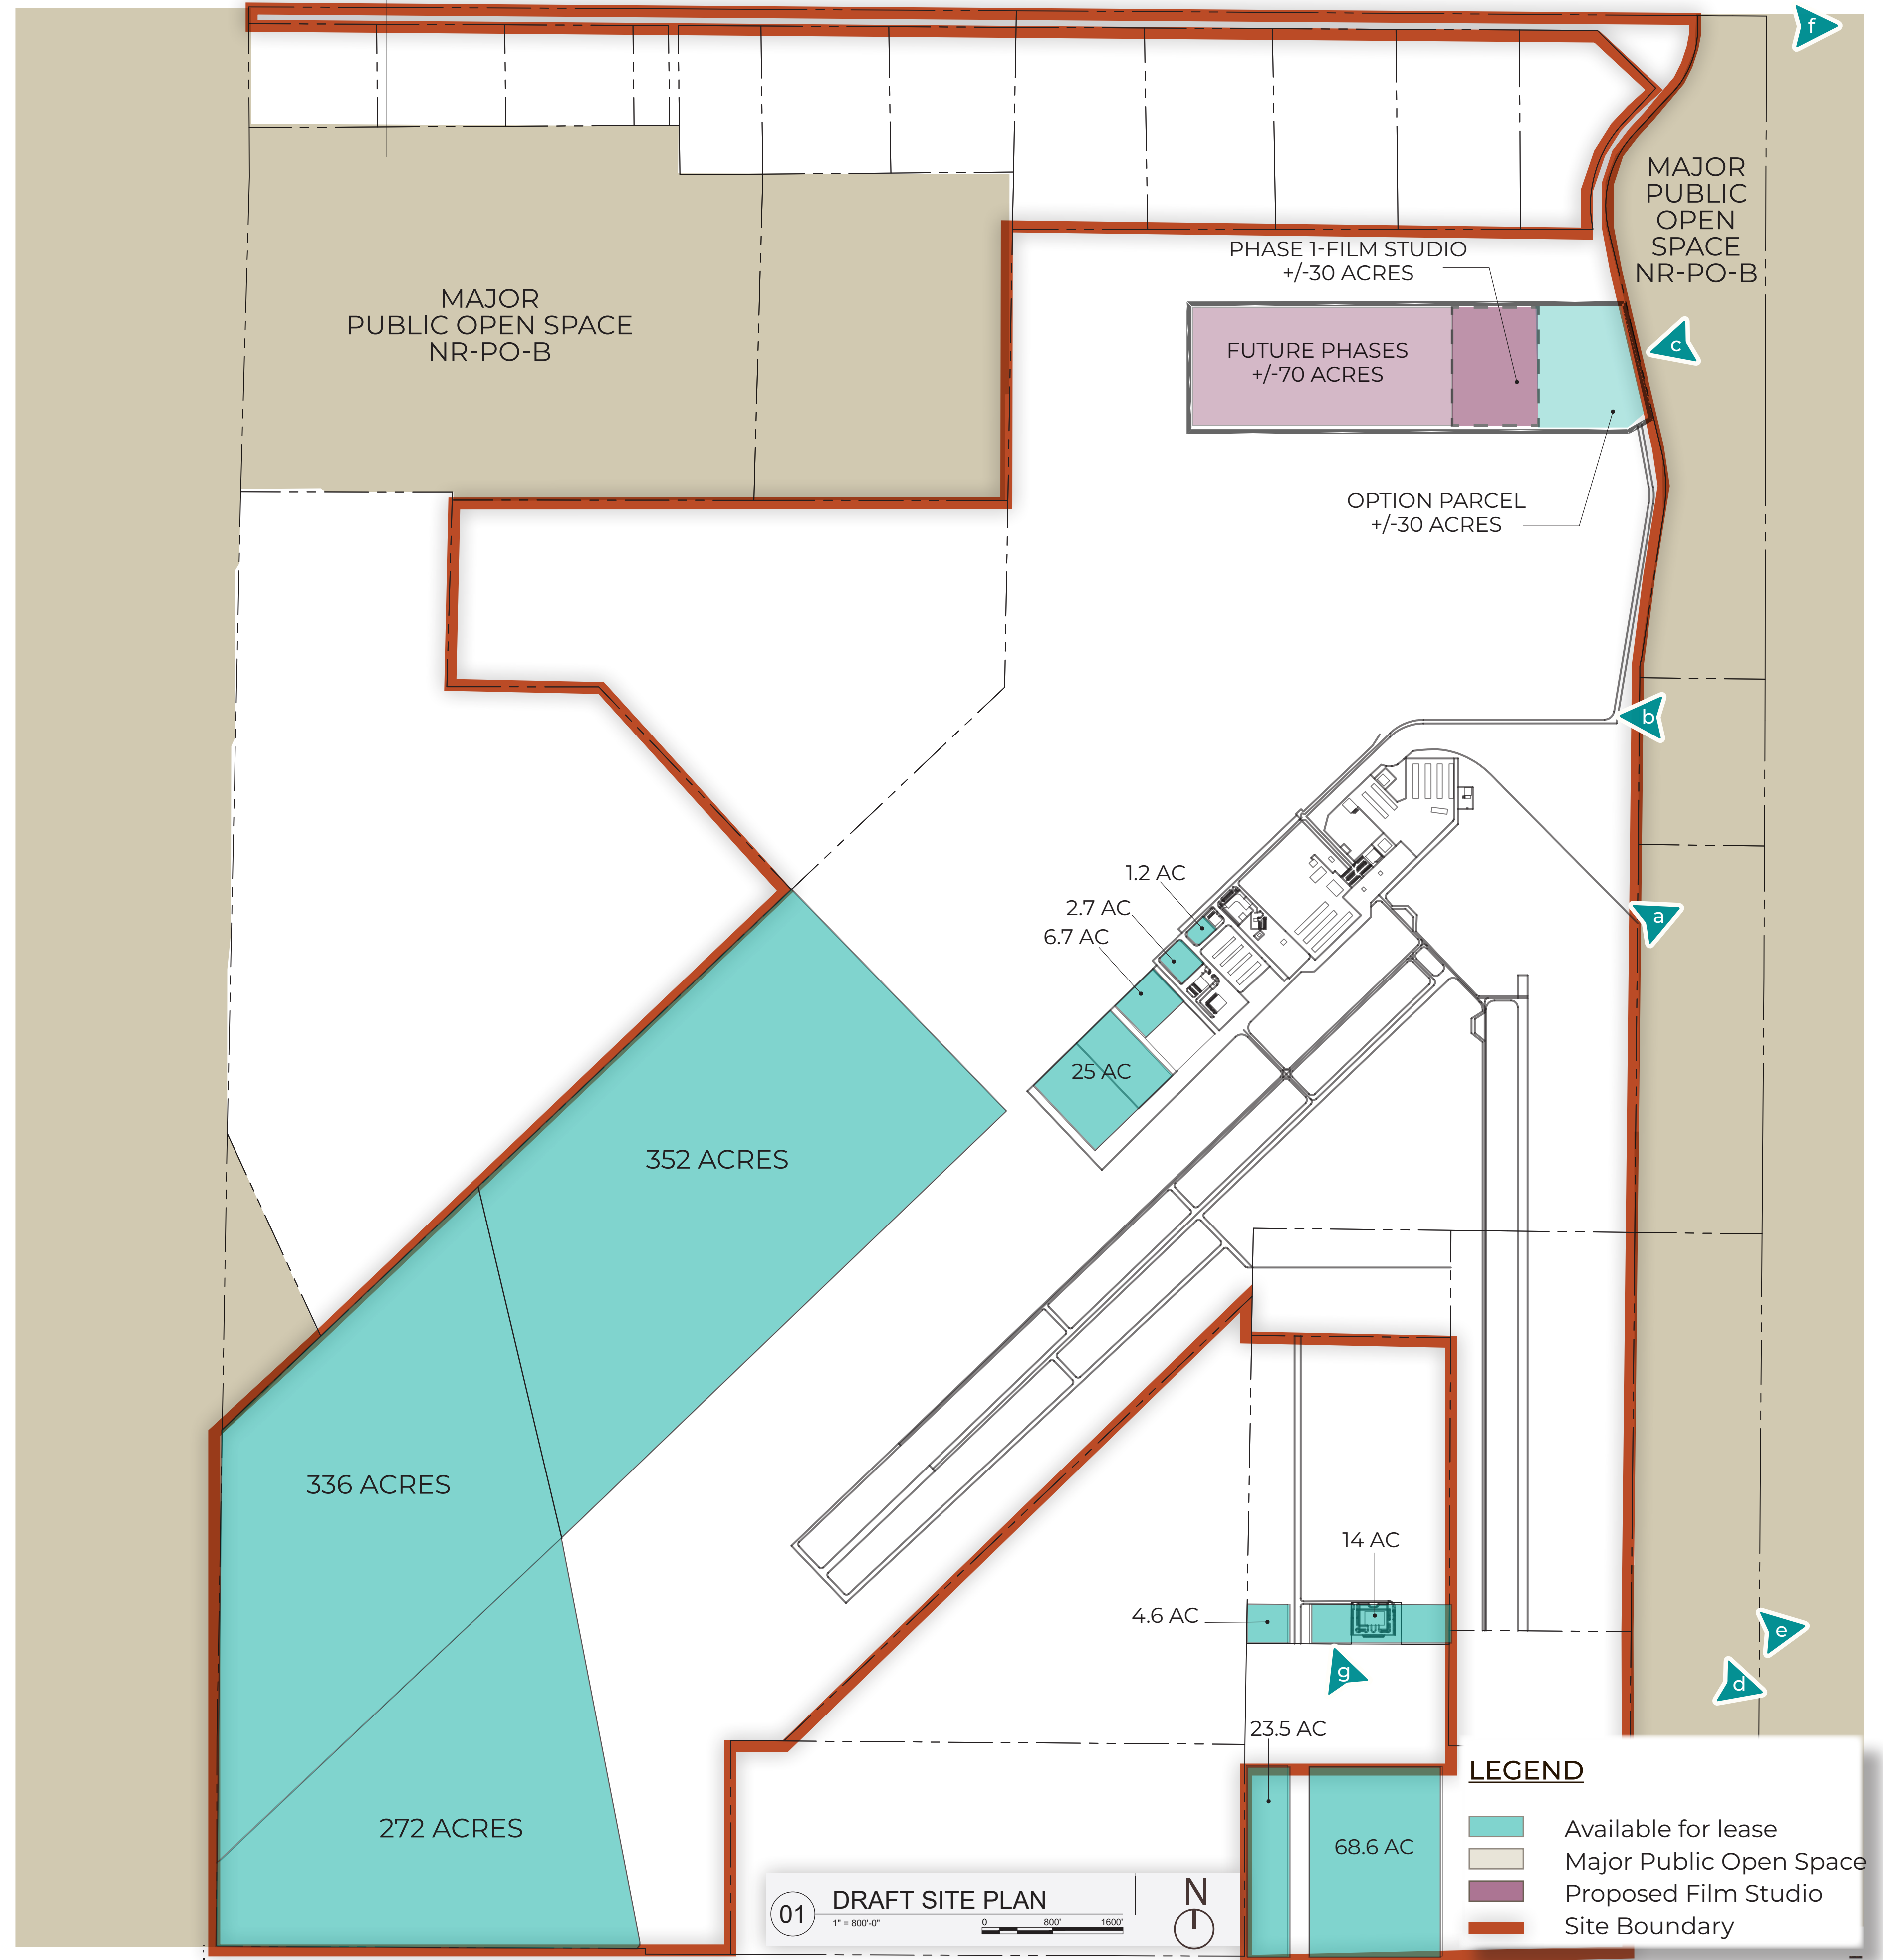 f
MAJOR
PUBLIC
OPEN
SPACE
NR-PO-B
PHASE 1-FILM STUDIO
+/-30 ACRES
MAJOR
PUBLIC OPEN SPACE
NR-PO-B
FUTURE PHASES
+/-70 ACRES
c
OPTION PARCEL
+/-30 ACRES
b
1.2 AC
2.7 AC
6.7 AC
a
25 AC
352 ACRES
336 ACRES
14 AC
4.6 AC
e
g
d
23.5 AC
272 ACRES
68.6 AC
LEGEND
Available for lease
Major Public Open Space
Proposed Film Studio
Site Boundary
01
DRAFT SITE PLAN
1" = 800'-0"
0 800' 1600'
N